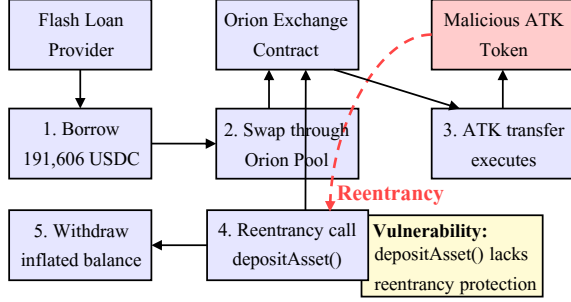 Flash Loan
Provider
Orion Exchange
Contract
Malicious ATK
Token
1. Borrow
191,606 USDC
2. Swap through
Orion Pool
3. ATK transfer
executes
Reentrancy
5. Withdraw
inflated balance
4. Reentrancy call
depositAsset()
Vulnerability:
depositAsset() lacks
reentrancy protection